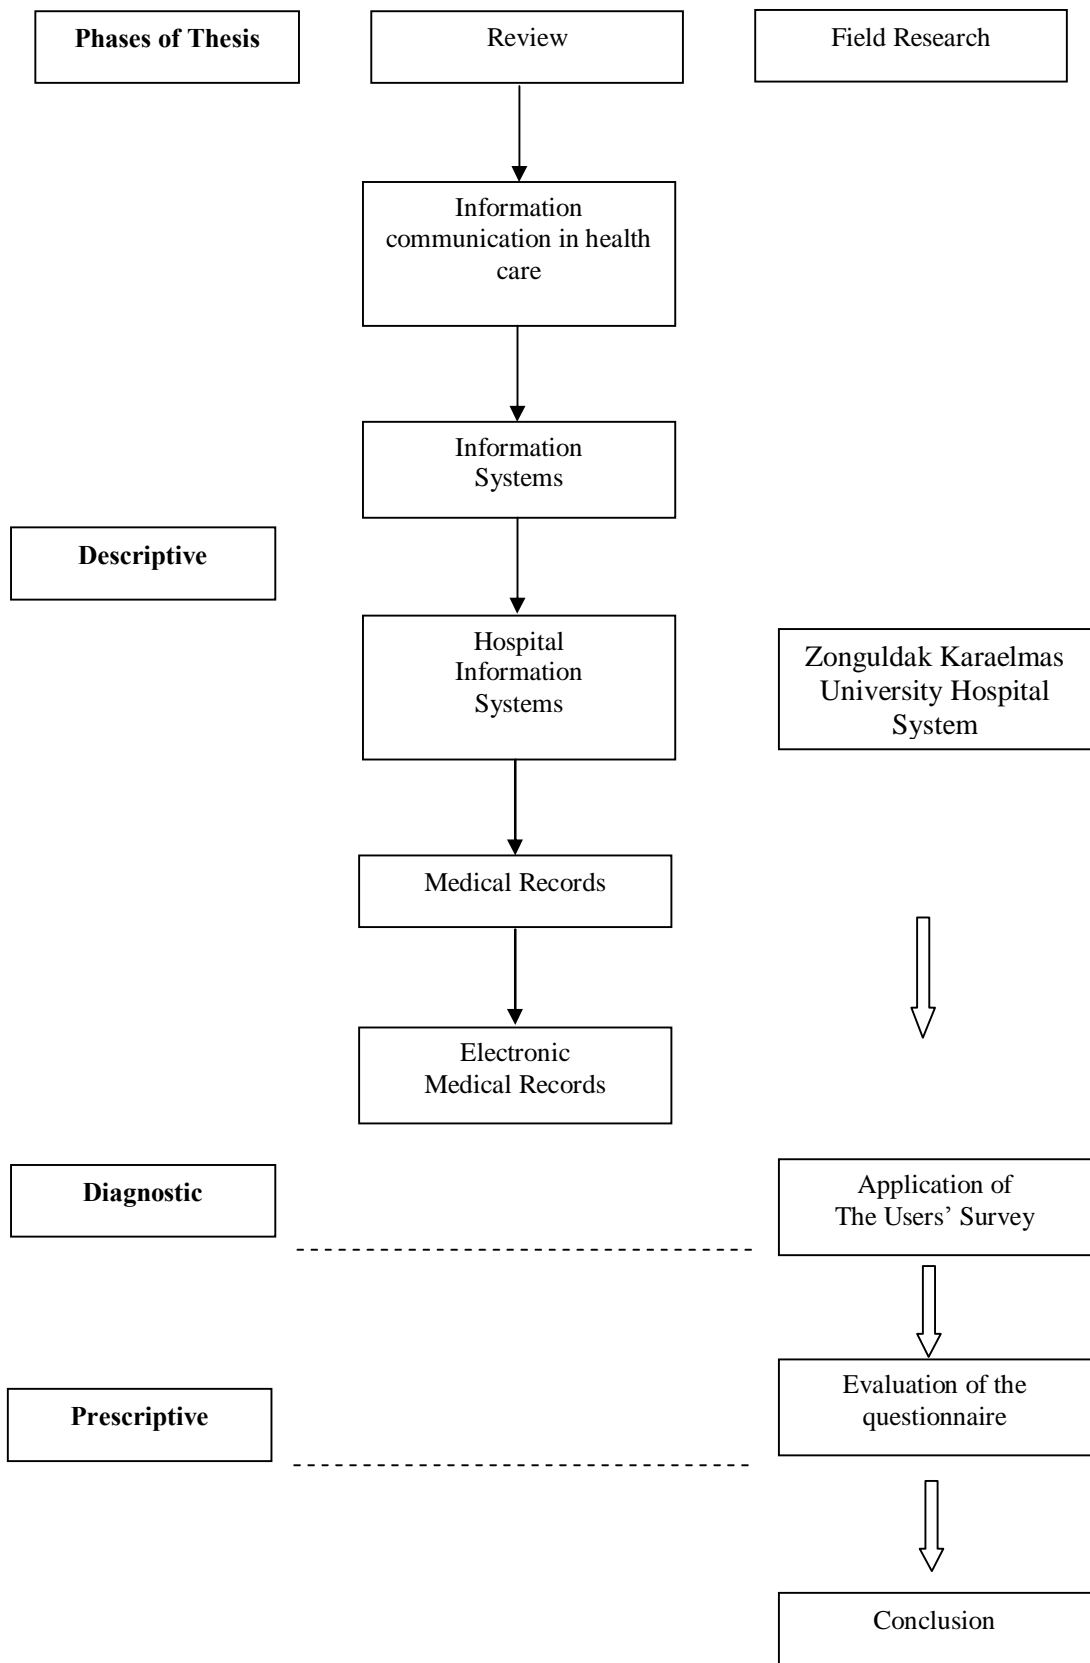 Phases of Thesis
Review
Field Research
Information
communication in health
care
Information
Systems
Descriptive
Hospital
Information
Systems
Zonguldak Karaelmas
University Hospital
System
Medical Records
Electronic
Medical Records
Diagnostic
Application of
The Users’ Survey
Prescriptive
Evaluation of the
questionnaire
Conclusion